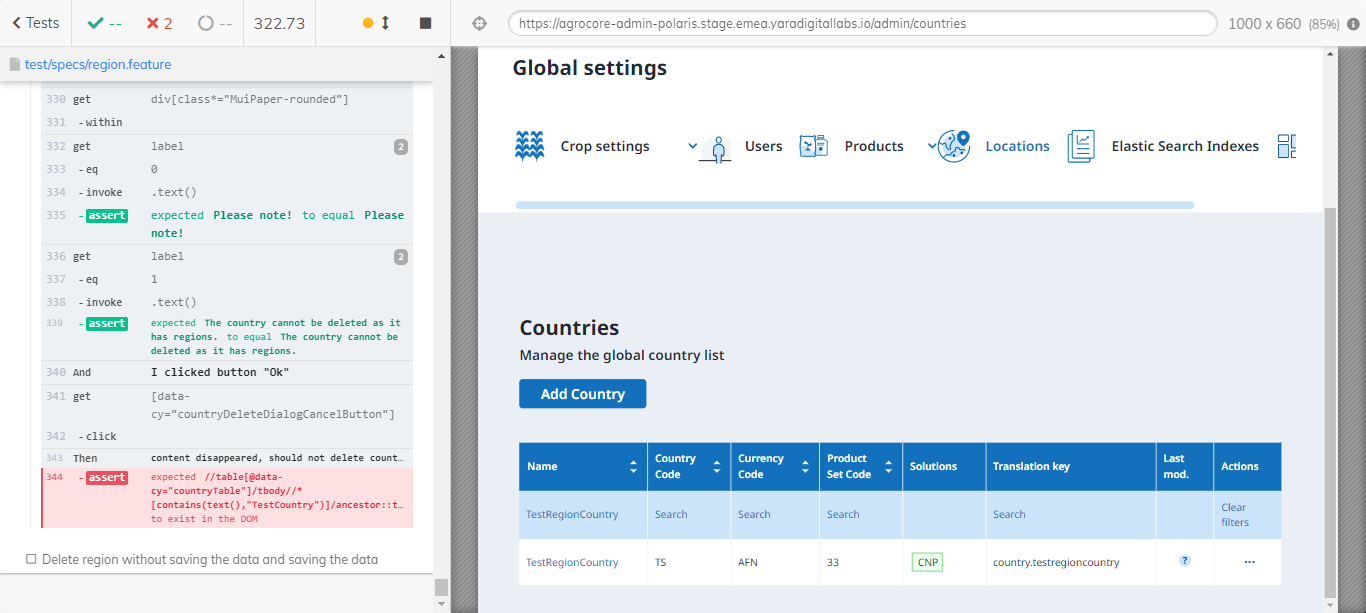 Tests
--
2
--
322.73
https://agrocore-admin-polaris.stage.emea.yaradigitallabs.io/admin/countries
1000 x 660 (85%)
test/specs/region.feature
330 get div[class*="MuiPaper-rounded"]
331 -within
332 get label 2
333 -eq 0
334 -invoke .text()
335 -assert expected Please note! to equal Please
note!
336 get label 2
337 -eq 1
338 -invoke .text()
339 -assert expected The country cannot be deleted as it
has regions. to equal The country cannot be
deleted as it has regions.
340 And I clicked button "Ok"
341 get [data-
cy="countryDeleteDialogCancelButton"]
342 -click
343 Then content disappeared, should not delete count…
344 -assert expected //table[@data-
cy="countryTable"]/tbody//*
[contains(text(),"TestCountry")]/ancestor::t…
to exist in the DOM
Delete region without saving the data and saving the data
Global settings
Crop settings
Users
Products
Locations
Elastic Search Indexes
Countries
Manage the global country list
Add Country
Name
Country
Code
Currency
Code
Product
Set Code
Solutions
Translation key
Last
mod.
Actions
TestRegionCountry
Search
Search
Search
Search
Clear
filters
TestRegionCountry
TS
AFN
33
CNP
country.testregioncountry
?
...